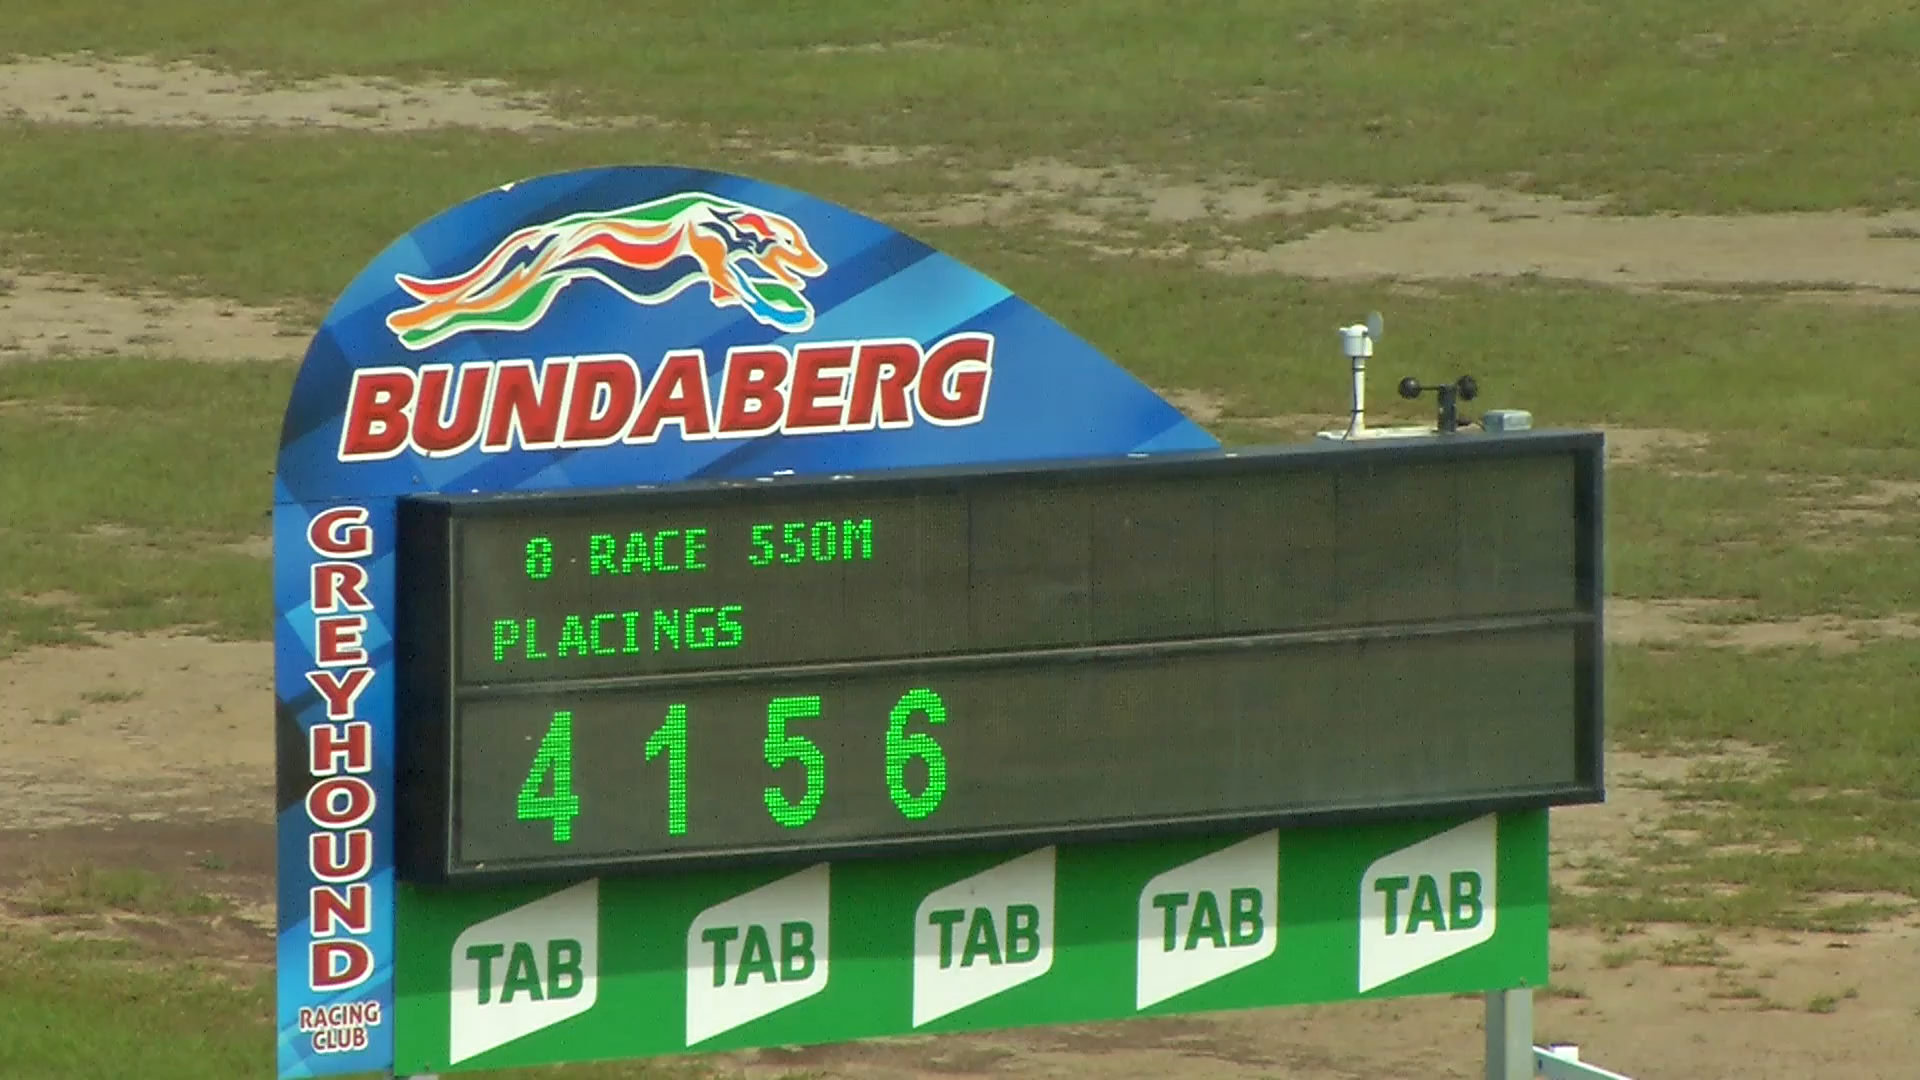 BUNDABERG
GREYHOUND
RACING
CLUB
8 RACE 550M
PLACINGS
4 1 5 6
TAB TAB TAB TAB TAB